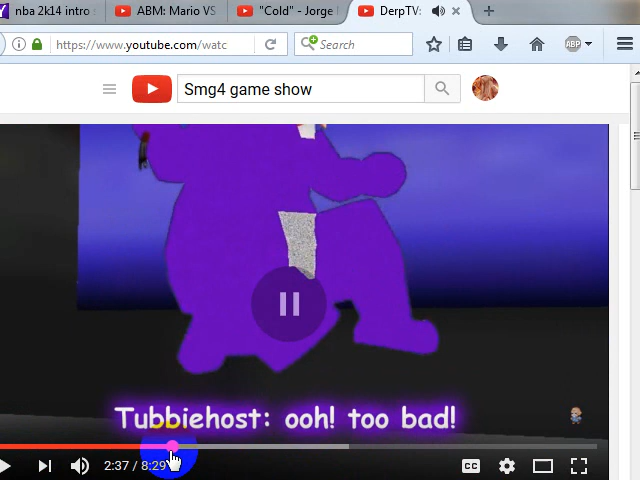 nba 2k14 intro s
ABM: Mario VS
"Cold" - Jorge
DerpTV:
https://www.youtube.com/watc
Search
ABP
Smg4 game show
Tubbiehost: ooh! too bad!
2:37 / 8:29
CC